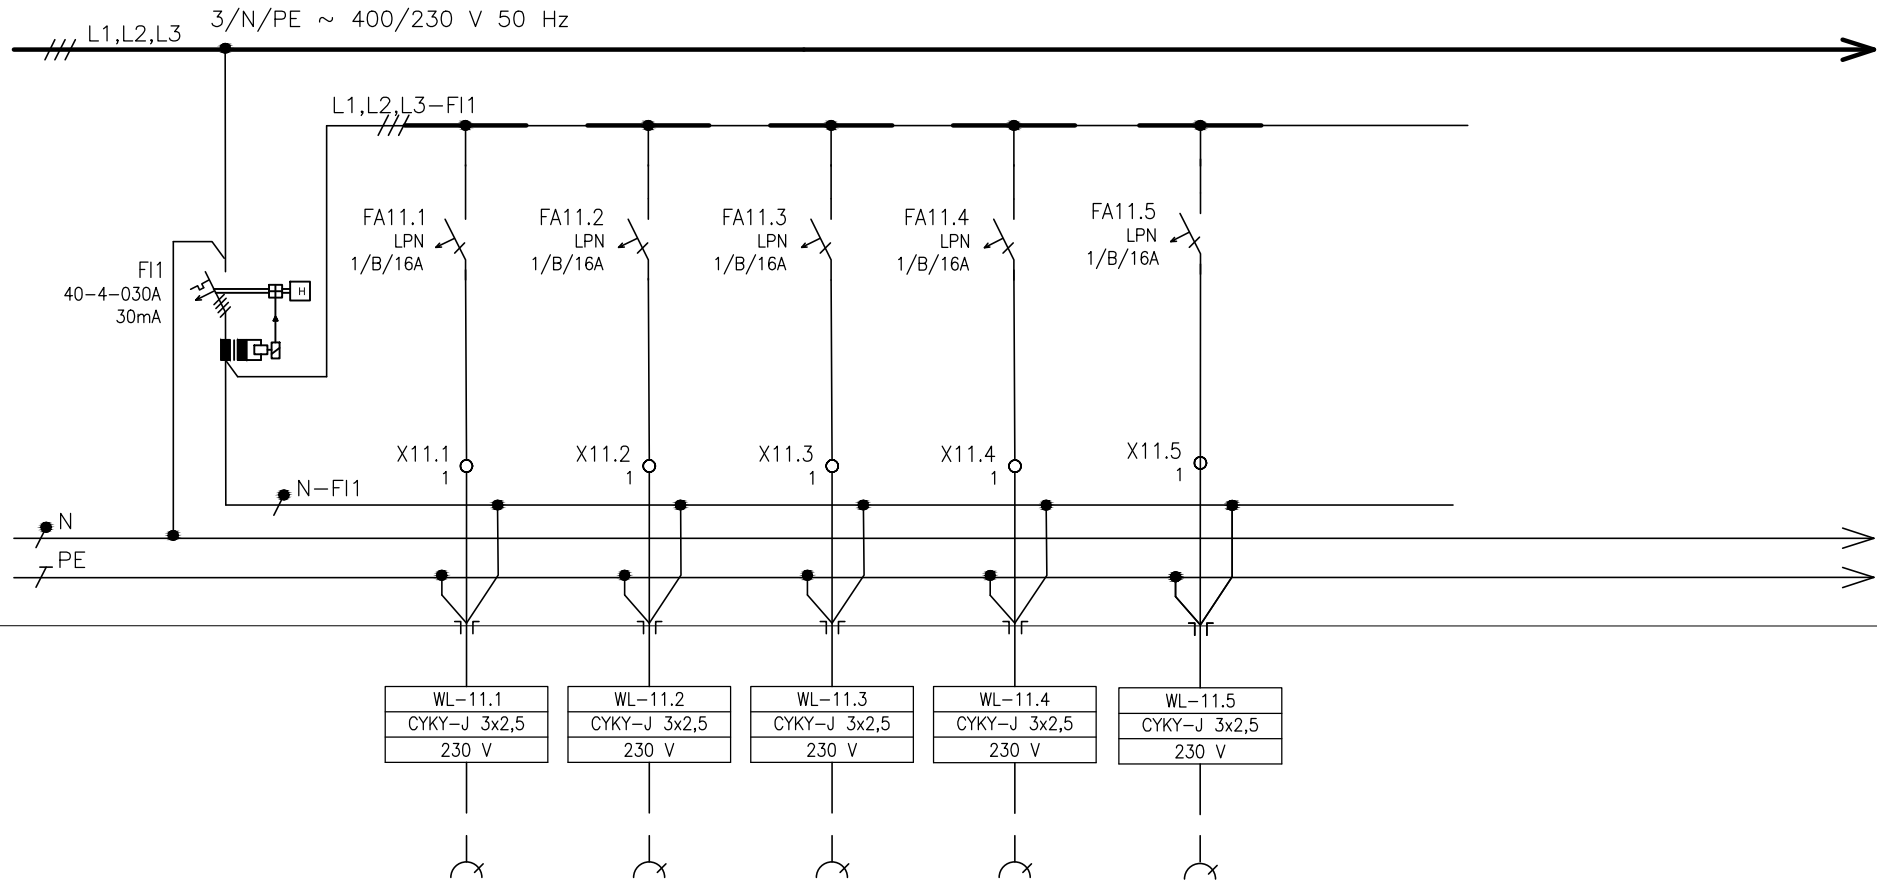 3/N/PE ~ 400/230 V 50 Hz
L1,L2,L3
L1,L2,L3-FI1
FI1
40-4-030A
30mA
H
FA11.1
LPN
1/B/16A
FA11.2
LPN
1/B/16A
FA11.3
LPN
1/B/16A
FA11.4
LPN
1/B/16A
FA11.5
LPN
1/B/16A
X11.1
1
X11.2
1
X11.3
1
X11.4
1
X11.5
1
N-FI1
N
PE
WL-11.1
CYKY-J 3x2,5
230 V
WL-11.2
CYKY-J 3x2,5
230 V
WL-11.3
CYKY-J 3x2,5
230 V
WL-11.4
CYKY-J 3x2,5
230 V
WL-11.5
CYKY-J 3x2,5
230 V